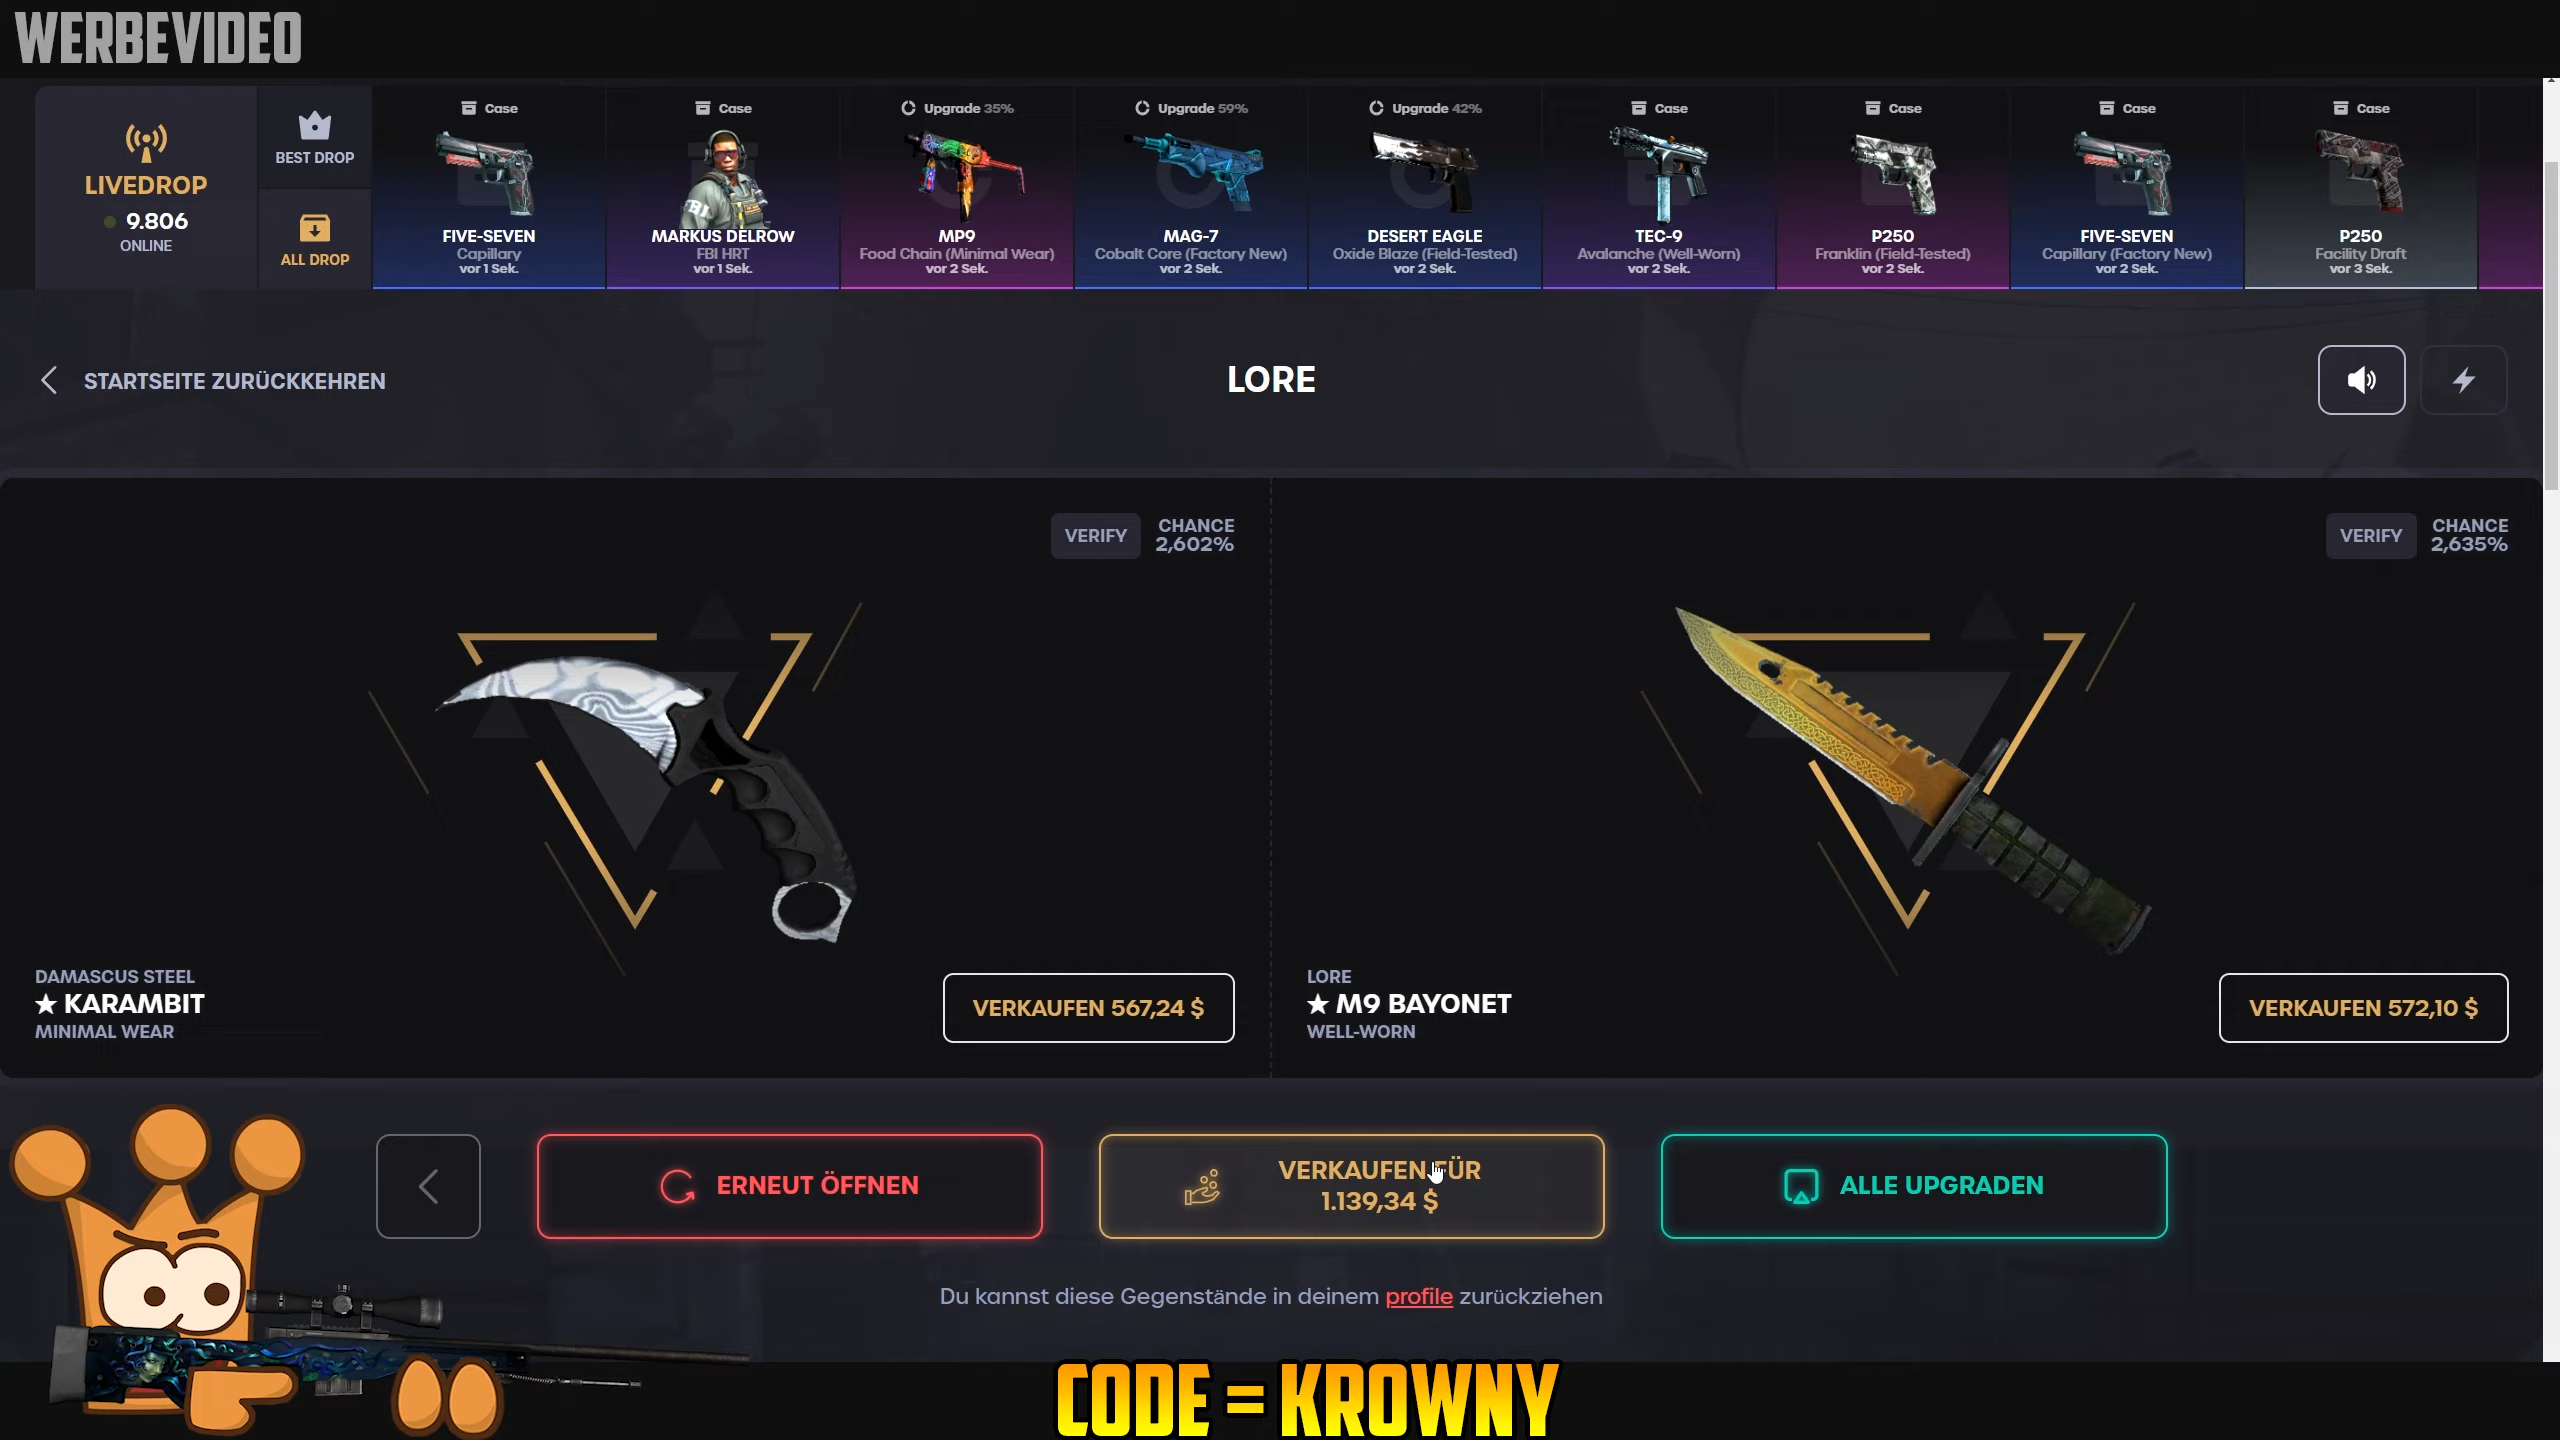 WERBEVIDEO
LIVEDROP
9.806
ONLINE
BEST DROP
ALL DROP
Case
FIVE-SEVEN
Capillary
vor 1 Sek.
Case
MARKUS DELROW
FBI HRT
vor 1 Sek.
Upgrade 35%
MP9
Food Chain (Minimal Wear)
vor 2 Sek.
Upgrade 59%
MAG-7
Cobalt Core (Factory New)
vor 2 Sek.
Upgrade 42%
DESERT EAGLE
Oxide Blaze (Field-Tested)
vor 2 Sek.
Case
TEC-9
Avalanche (Well-Worn)
vor 2 Sek.
Case
P250
Franklin (Field-Tested)
vor 2 Sek.
Case
FIVE-SEVEN
Capillary (Factory New)
vor 2 Sek.
Case
P250
Facility Draft
vor 3 Sek.
STARTSEITE ZURÜCKKEHREN
LORE
VERIFY
CHANCE
2,602%
DAMASCUS STEEL
★ KARAMBIT
MINIMAL WEAR
VERKAUFEN 567,24 $
VERIFY
CHANCE
2,635%
LORE
★ M9 BAYONET
WELL-WORN
VERKAUFEN 572,10 $
ERNEUT ÖFFNEN
VERKAUFEN FÜR
1.139,34 $
ALLE UPGRADEN
Du kannst diese Gegenstände in deinem profile zurückziehen
CODE = KROWNY